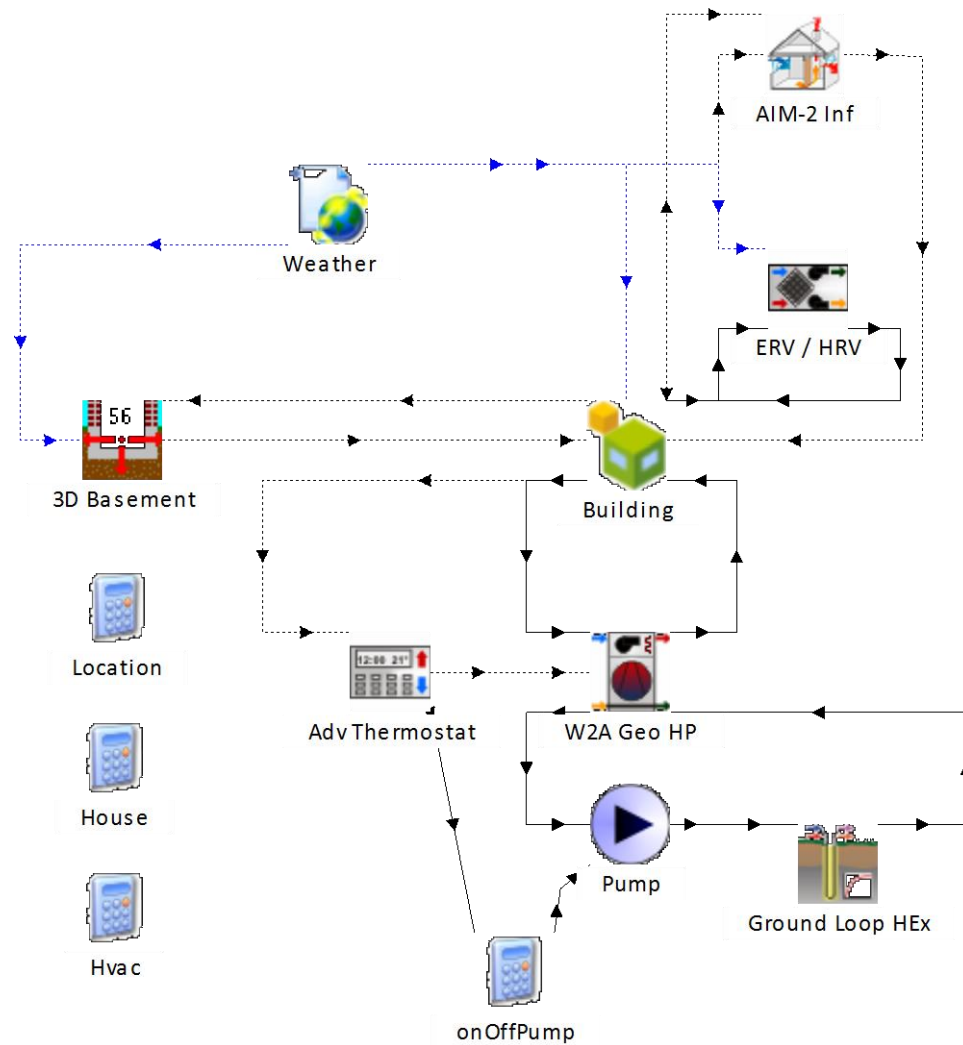 AIM-2 Inf
Weather
ERV / HRV
56
3D Basement
Building
Location
12:00 21°
Adv Thermostat
W2A Geo HP
House
Pump
Ground Loop HEx
Hvac
onOffPump